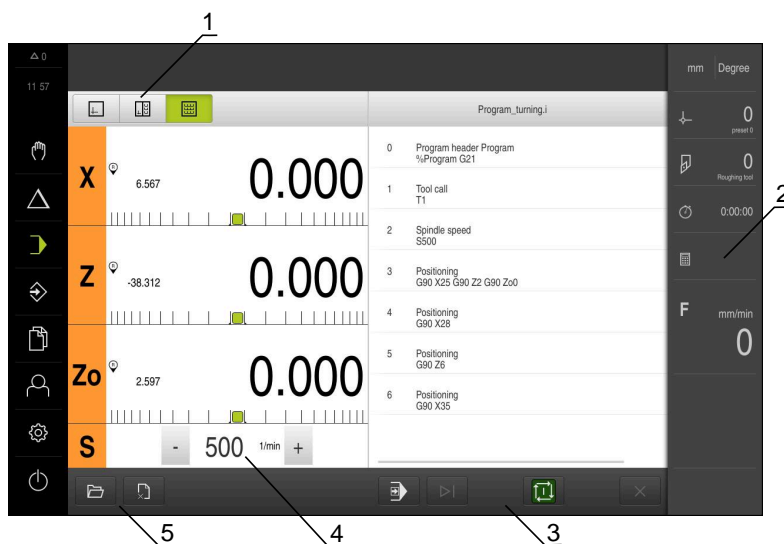 1
0
11 57
mm Degree
Program_turning.i
X
R
6.567
0.000
0 Program header Program
%Program G21
1 Tool call
T1
2 Spindle speed
S500
Z
R
-38.312
0.000
3 Positioning
G90 X25 G90 Z2 G90 Zo0
4 Positioning
G90 X28
Zo
R
2.597
0.000
5 Positioning
G90 Z6
6 Positioning
G90 X35
S
- 500 1/min +
0
preset 0
0
Roughing tool
0:00:00
2
F mm/min
0
5
4
3